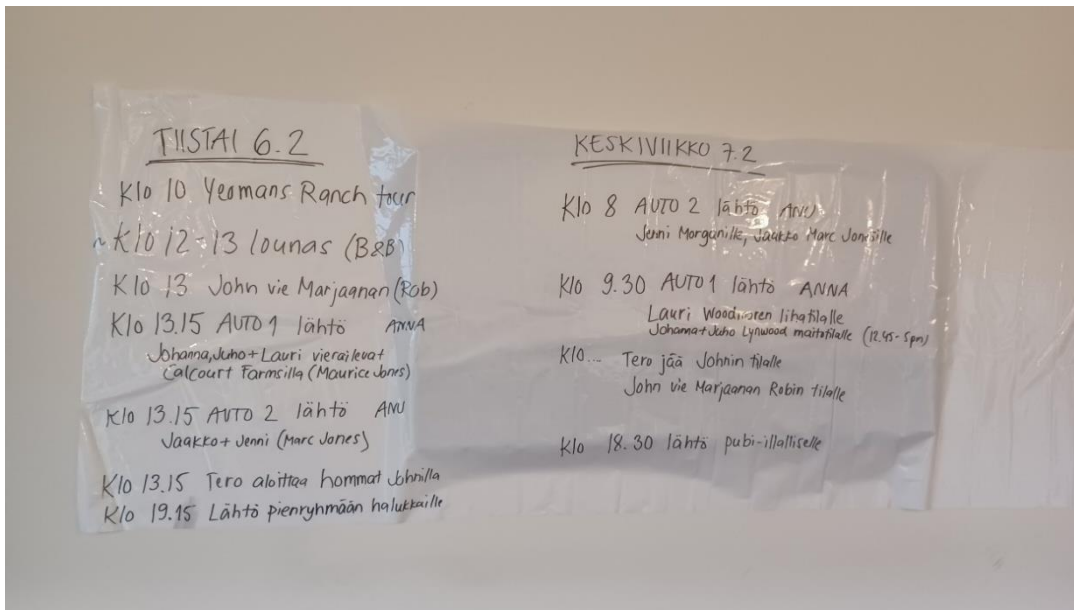 TIISTAI 6.2
Klo 10 Yeomans Ranch tour
~ Klo 12-13 lounas (B&B)
Klo 13 John vie Marjaanan (Rob)
Klo 13.15 AUTO 1 lähtö ANNA
Johanna, Juho + Lauri vierailevat
Calcourt Farmsilla (Maurice Jones)
Klo 13.15 AUTO 2 lähtö ANU
Jaakko + Jenni (Marc Jones)
Klo 13.15 Tero aloittaa hommat Johnilla
Klo 19.15 Lähtö pienryhmään halukkaille
KESKIVIIKKO 7.2
Klo 8 AUTO 2 lähtö ANU
Jenni Morganille, Jaakko Marc Jonesille
Klo 9.30 AUTO 1 lähtö ANNA
Lauri lihatilalle
Johanna + Juho Lynwood maitotilalle (12.45 - 5pm)
Klo... Tero jää Johnin tilalle
John vie Marjaanan Robin tilalle
Klo 18.30 lähtö pubi-illalliselle